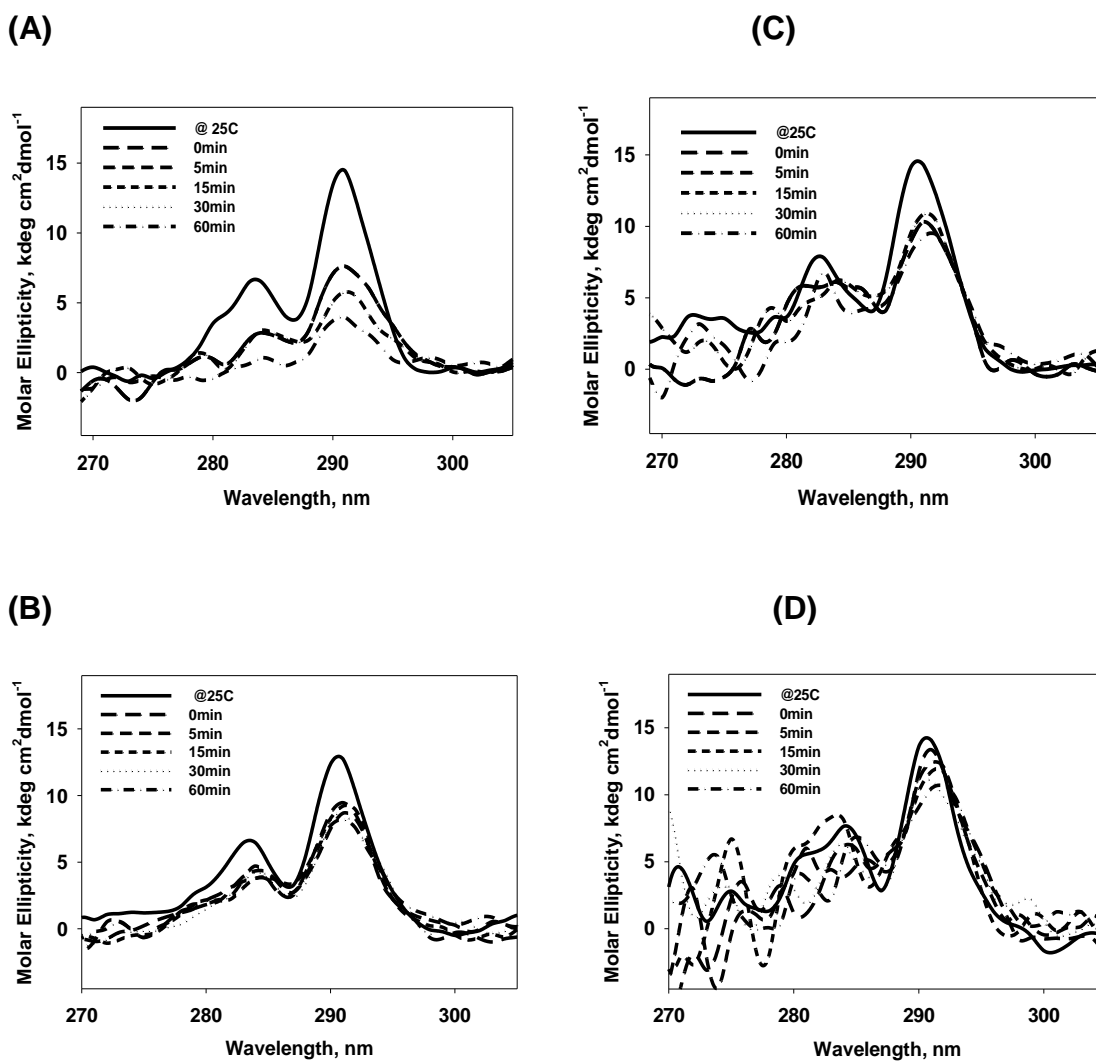 (A)
Molar Ellipticity, kdeg cm²dmol⁻¹
15
10
5
0
@ 25C
0min
5min
15min
30min
60min
270 280 290 300
Wavelength, nm
(C)
Molar Ellipticity, kdeg cm²dmol⁻¹
15
10
5
0
@25C
0min
5min
15min
30min
60min
270 280 290 300
Wavelength, nm
(B)
Molar Ellipticity, kdeg cm²dmol⁻¹
15
10
5
0
@25C
0min
5min
15min
30min
60min
270 280 290 300
Wavelength, nm
(D)
Molar Ellipticity, kdeg cm²dmol⁻¹
15
10
5
0
@25C
0min
5min
15min
30min
60min
270 280 290 300
Wavelength, nm